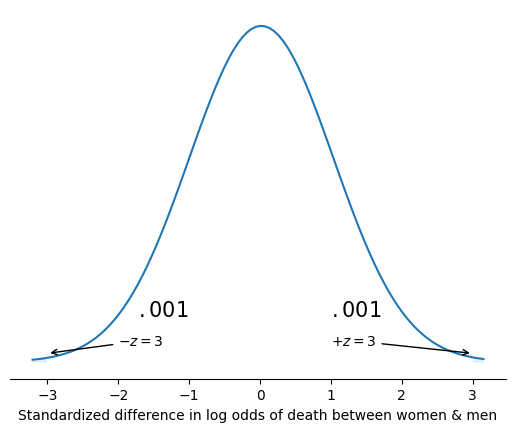 .001 .001
−z = 3 +z = 3
−3 −2 −1 0 1 2 3
Standardized difference in log odds of death between women & men